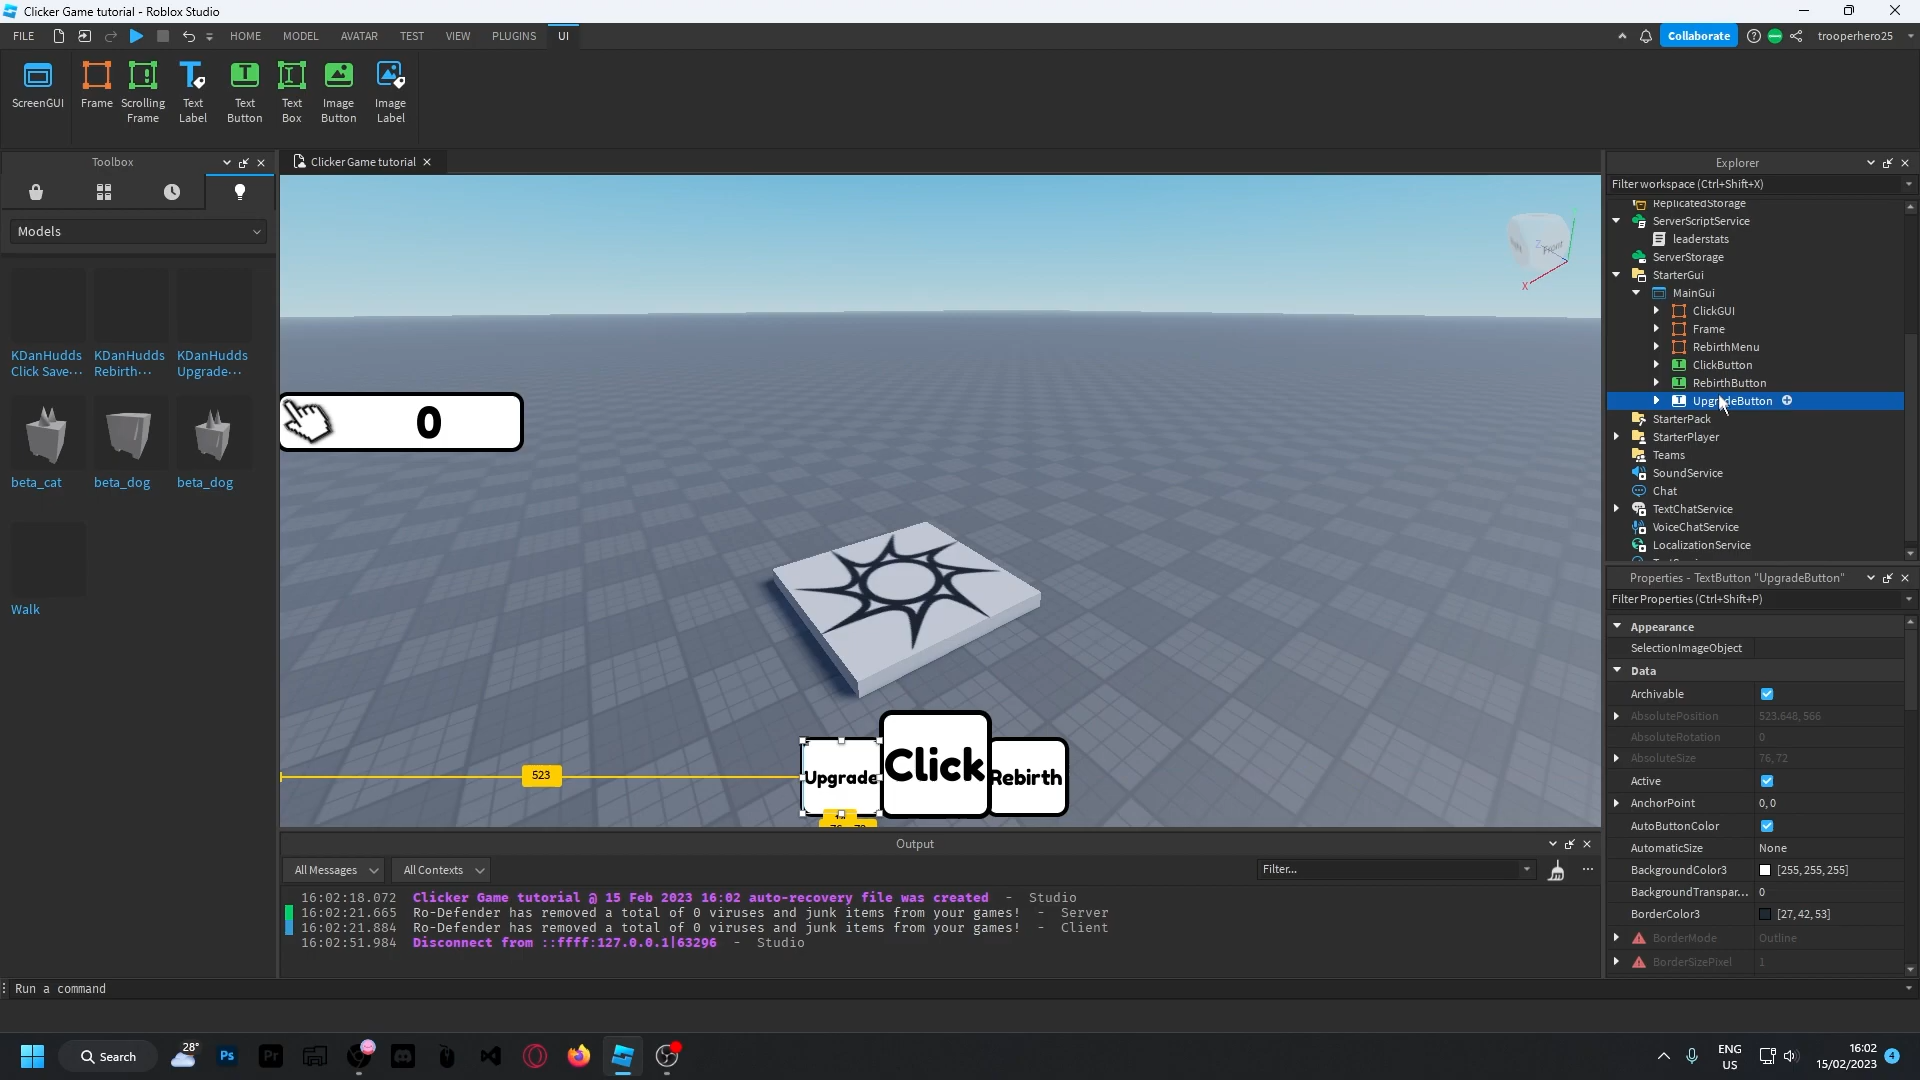 Clicker Game tutorial - Roblox Studio
FILE
HOME
MODEL
AVATAR
TEST
VIEW
PLUGINS
UI
Collaborate
trooperhero25
ScreenGUI
Frame
Scrolling
Frame
Text
Label
Text
Button
Text
Box
Image
Button
Image
Label
Toolbox
Models
KDanHudds
Click Save···
KDanHudds
Rebirth···
KDanHudds
Upgrade···
beta_cat
beta_dog
beta_dog
Walk
Clicker Game tutorial
0
Front
X
523
Upgrade
Click
Rebirth
Output
All Messages
All Contexts
Filter...
16:02:18.072 Clicker Game tutorial @ 15 Feb 2023 16:02 auto-recovery file was created - Studio
16:02:21.665 Ro-Defender has removed a total of 0 viruses and junk items from your games! - Server
16:02:21.884 Ro-Defender has removed a total of 0 viruses and junk items from your games! - Client
16:02:51.984 Disconnect from ::ffff:127.0.0.1|63296 - Studio
Explorer
Filter workspace (Ctrl+Shift+X)
ReplicatedStorage
ServerScriptService
leaderstats
ServerStorage
StarterGui
MainGui
ClickGUI
Frame
RebirthMenu
ClickButton
RebirthButton
UpgradeButton
StarterPack
StarterPlayer
Teams
SoundService
Chat
TextChatService
VoiceChatService
LocalizationService
Properties - TextButton "UpgradeButton"
Filter Properties (Ctrl+Shift+P)
Appearance
SelectionImageObject
Data
Archivable
AbsolutePosition 523.648, 566
AbsoluteRotation 0
AbsoluteSize 76, 72
Active
AnchorPoint 0, 0
AutoButtonColor
AutomaticSize None
BackgroundColor3 [255, 255, 255]
BackgroundTranspar... 0
BorderColor3 [27, 42, 53]
BorderMode Outline
BorderSizePixel 1
Run a command
28°
Search
Ps
Pr
ENG
US
16:02
15/02/2023
4